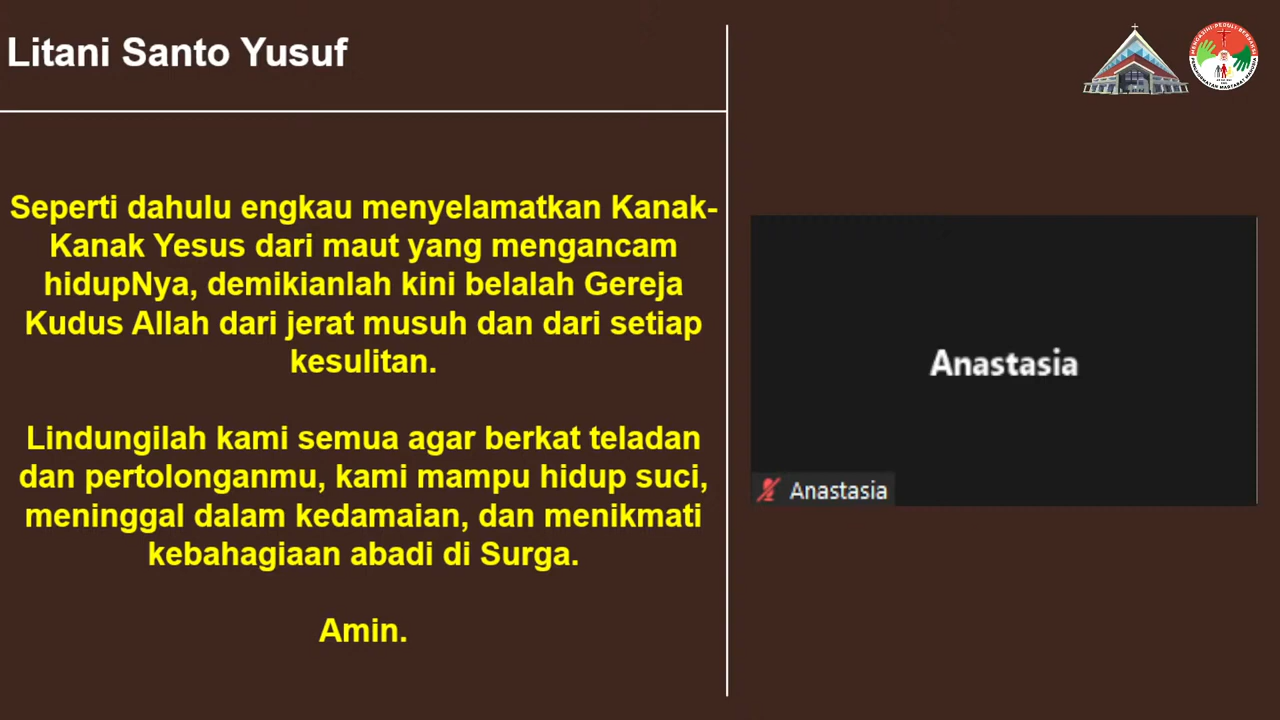 Litani Santo Yusuf
Seperti dahulu engkau menyelamatkan Kanak-
Kanak Yesus dari maut yang mengancam
hidupNya, demikianlah kini belalah Gereja
Kudus Allah dari jerat musuh dan dari setiap
kesulitan.
Lindungilah kami semua agar berkat teladan
dan pertolonganmu, kami mampu hidup suci,
meninggal dalam kedamaian, dan menikmati
kebahagiaan abadi di Surga.
Amin.
Anastasia
Anastasia